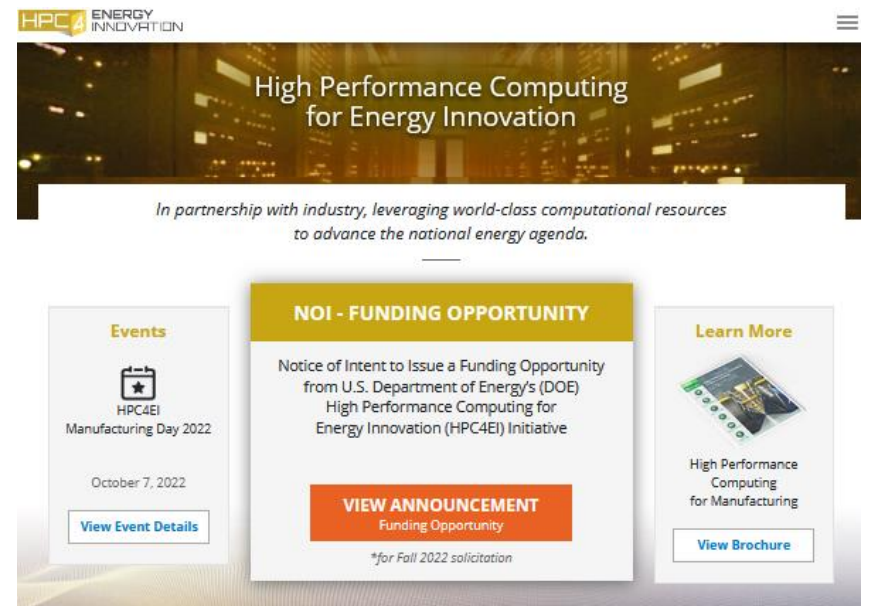 HPC4 ENERGY
INNOVATION
High Performance Computing
for Energy Innovation
In partnership with industry, leveraging world-class computational resources
to advance the national energy agenda.
Events
HPC4EI
Manufacturing Day 2022
October 7, 2022
View Event Details
NOI - FUNDING OPPORTUNITY
Notice of Intent to Issue a Funding Opportunity
from U.S. Department of Energy's (DOE)
High Performance Computing for
Energy Innovation (HPC4EI) Initiative
VIEW ANNOUNCEMENT
Funding Opportunity
*for Fall 2022 solicitation
Learn More
High Performance
Computing
for Manufacturing
View Brochure